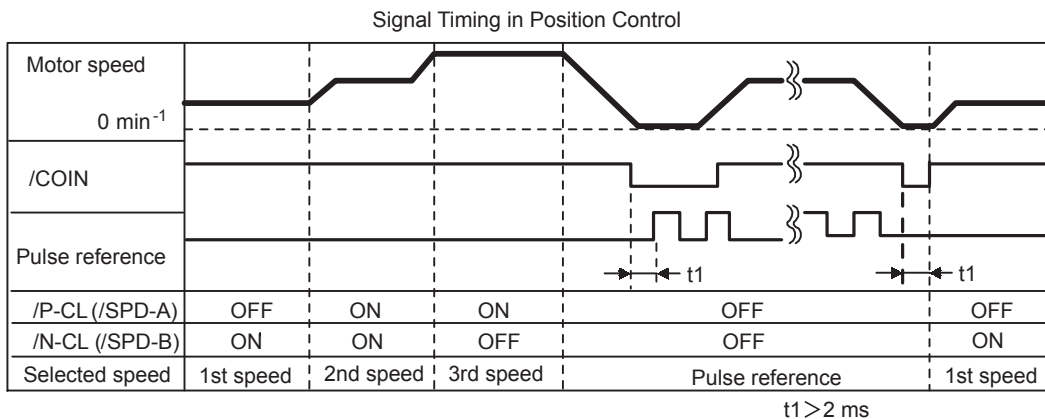 Signal Timing in Position Control
Motor speed
0 min-1
/COIN
Pulse reference
t1 t1
/P-CL (/SPD-A) OFF ON ON OFF OFF
/N-CL (/SPD-B) ON ON OFF OFF ON
Selected speed 1st speed 2nd speed 3rd speed Pulse reference 1st speed
t1＞2 ms